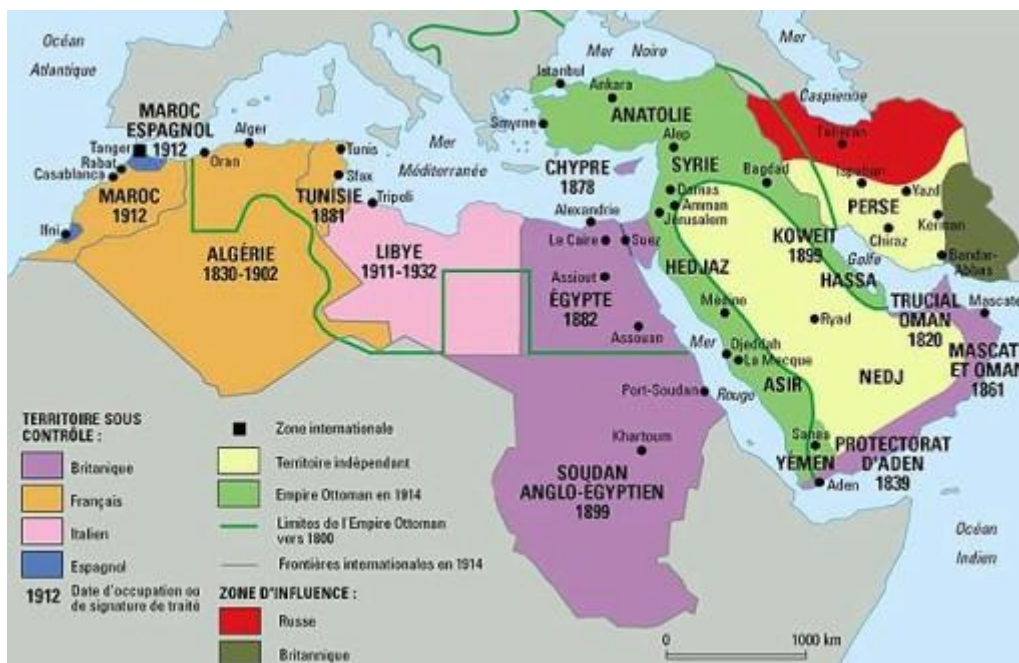 Océan
Atlantique
Mer Noire
Mer
Caspienne
Istanbul
Ankara
ANATOLIE
Smyrne
MAROC
ESPAGNOL
1912
Tanger
Rabat
Casablanca
MAROC
1912
Ifni
Alger
Oran
Tunis
Sfax
TUNISIE
1881
Tripoli
Mer
Méditerranée
CHYPRE
1878
Alep
SYRIE
Bagdad
Damas
Amman
Jérusalem
Téhéran
Ispahan
Yazd
PERSE
Kerman
Chiraz
Bandar-
Abbas
Golfe
KOWEIT
1899
HASSA
ALGÉRIE
1830-1902
LIBYE
1911-1932
Alexandrie
Le Caire
Suez
Assiout
ÉGYPTE
1882
Assouan
HEDJAZ
Médine
Mer
Rouge
Djeddah
La Mecque
ASIR
Ryad
NEDJ
TRUCIAL
OMAN
1820
Mascate
MASCATE
ET OMAN
1861
Port-Soudan
Khartoum
SOUDAN
ANGLO-ÉGYPTIEN
1899
Sanaa
YÉMEN
Aden
PROTECTORAT
D'ADEN
1839
Océan
Indien
TERRITOIRE SOUS
CONTRÔLE :
Britanique
Français
Italien
Espagnol
1912 Date d'occupation ou
de signature de traité
Zone internationale
Territoire indépendant
Empire Ottoman en 1914
Limites de l'Empire Ottoman
vers 1800
Frontières internationales en 1914
ZONE D'INFLUENCE :
Russe
Britannique
0 1000 km